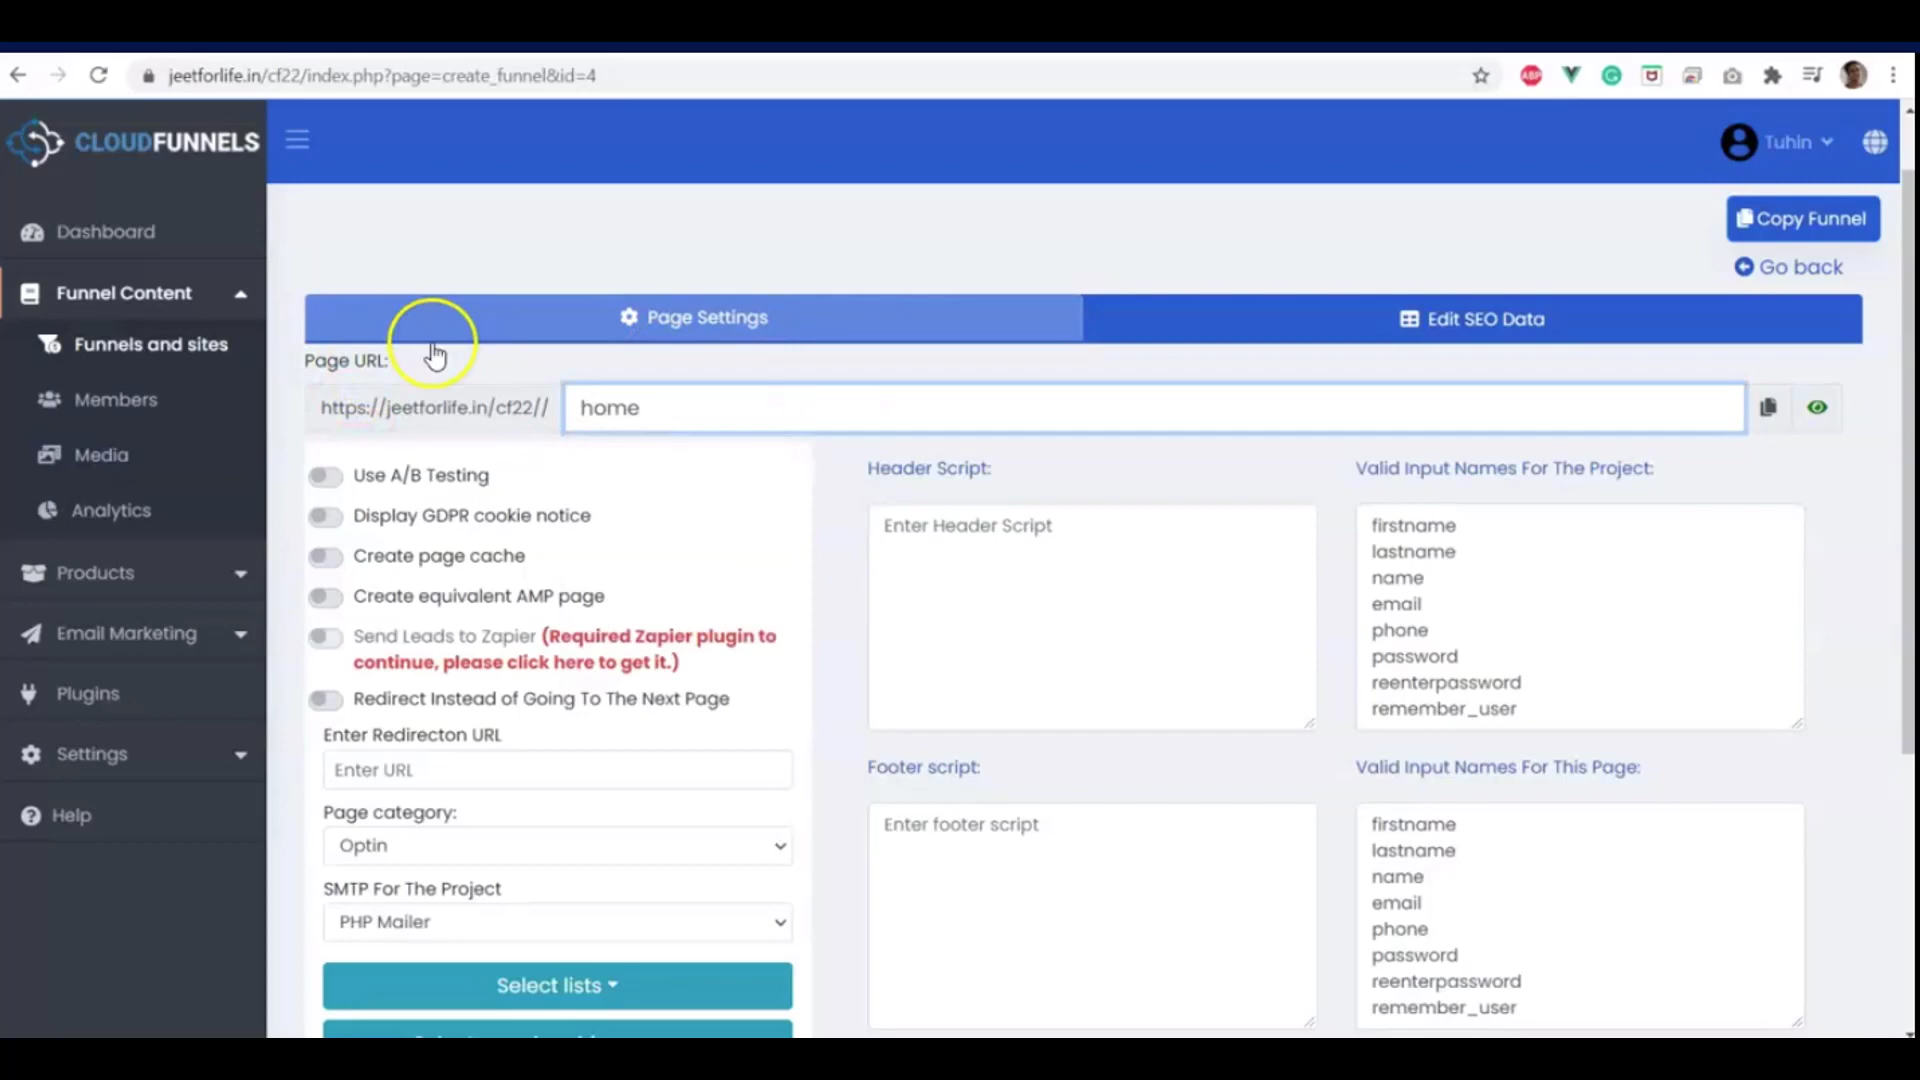 jeetforlife.in/cf22/index.php?page=create_funnel&id=4
ABP
CLOUDFUNNELS
Tuhin
Dashboard
Funnel Content
Funnels and sites
Members
Media
Analytics
Products
Email Marketing
Plugins
Settings
Help
Copy Funnel
Go back
Page Settings
Edit SEO Data
Page URL:
https://jeetforlife.in/cf22//
home
Use A/B Testing
Display GDPR cookie notice
Create page cache
Create equivalent AMP page
Send Leads to Zapier (Required Zapier plugin to
continue, please click here to get it.)
Redirect Instead of Going To The Next Page
Enter Redirecton URL
Enter URL
Page category:
Optin
SMTP For The Project
PHP Mailer
Select lists
Header Script:
Enter Header Script
Footer script:
Enter footer script
Valid Input Names For The Project:
firstname
lastname
name
email
phone
password
reenterpassword
remember_user
Valid Input Names For This Page:
firstname
lastname
name
email
phone
password
reenterpassword
remember_user